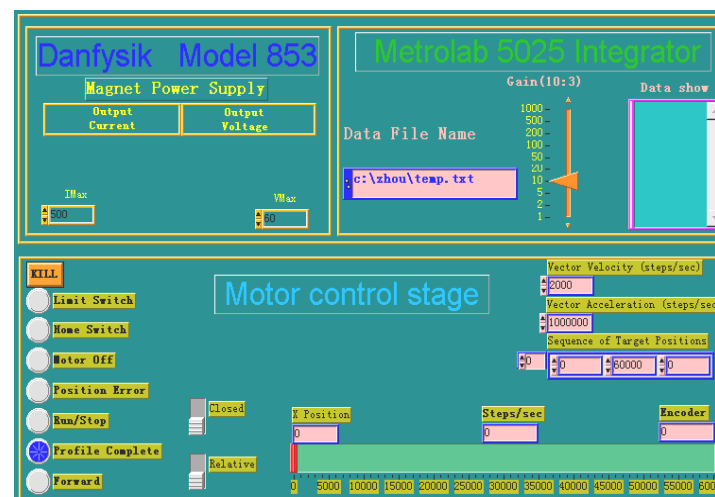 Danfysik Model 853
Magnet Power Supply
Output Current
Output Voltage
IMax
500
VMax
60
Metrolab 5025 Integrator
Gain(10:3)
Data show
1000
500
200
100
50
20
10
5
2
1
Data File Name
c:\zhou\temp.txt
KILL
Limit Switch
Home Switch
Motor Off
Position Error
Run/Stop
Profile Complete
Forward
Motor control stage
Vector Velocity (steps/sec)
2000
Vector Acceleration (steps/sec
1000000
Sequence of Target Positions
0
0
60000
0
Closed
Relative
X Position
0
Steps/sec
0
Encoder
0
0 5000 10000 15000 20000 25000 30000 35000 40000 45000 50000 55000 600